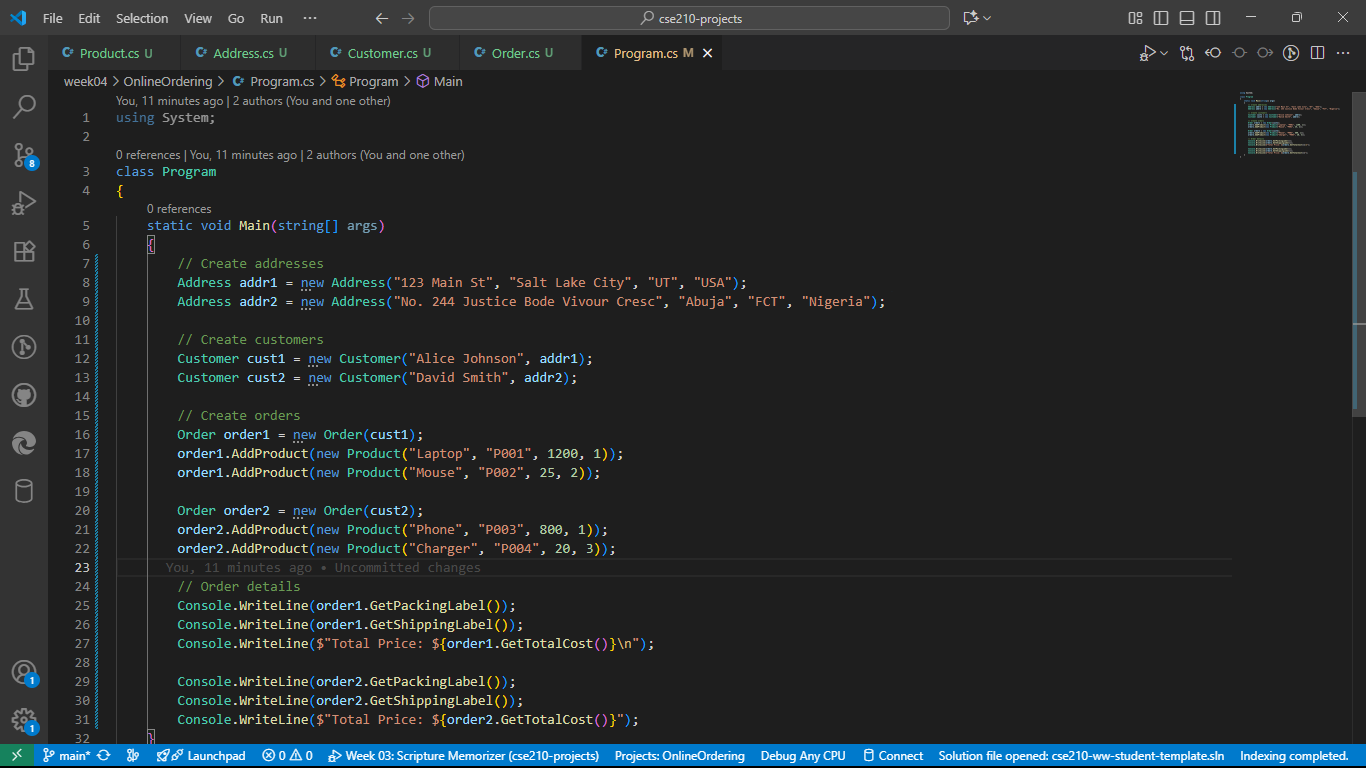 File Edit Selection View Go Run ··· cse210-projects
Product.cs U Address.cs U Customer.cs U Order.cs U Program.cs M
week04 > OnlineOrdering > Program.cs > Program > Main
You, 11 minutes ago | 2 authors (You and one other)
1 using System;
2
0 references | You, 11 minutes ago | 2 authors (You and one other)
3 class Program
4 {
0 references
5 static void Main(string[] args)
6 {
7 // Create addresses
8 Address addr1 = new Address("123 Main St", "Salt Lake City", "UT", "USA");
9 Address addr2 = new Address("No. 244 Justice Bode Vivour Cresc", "Abuja", "FCT", "Nigeria");
10
11 // Create customers
12 Customer cust1 = new Customer("Alice Johnson", addr1);
13 Customer cust2 = new Customer("David Smith", addr2);
14
15 // Create orders
16 Order order1 = new Order(cust1);
17 order1.AddProduct(new Product("Laptop", "P001", 1200, 1));
18 order1.AddProduct(new Product("Mouse", "P002", 25, 2));
19
20 Order order2 = new Order(cust2);
21 order2.AddProduct(new Product("Phone", "P003", 800, 1));
22 order2.AddProduct(new Product("Charger", "P004", 20, 3));
23 You, 11 minutes ago • Uncommitted changes
24 // Order details
25 Console.WriteLine(order1.GetPackingLabel());
26 Console.WriteLine(order1.GetShippingLabel());
27 Console.WriteLine($"Total Price: ${order1.GetTotalCost()}\n");
28
29 Console.WriteLine(order2.GetPackingLabel());
30 Console.WriteLine(order2.GetShippingLabel());
31 Console.WriteLine($"Total Price: ${order2.GetTotalCost()}");
32 }
8
1
1
main* Launchpad 0 0 Week 03: Scripture Memorizer (cse210-projects) Projects: OnlineOrdering Debug Any CPU Connect Solution file opened: cse210-ww-student-template.sln Indexing completed.